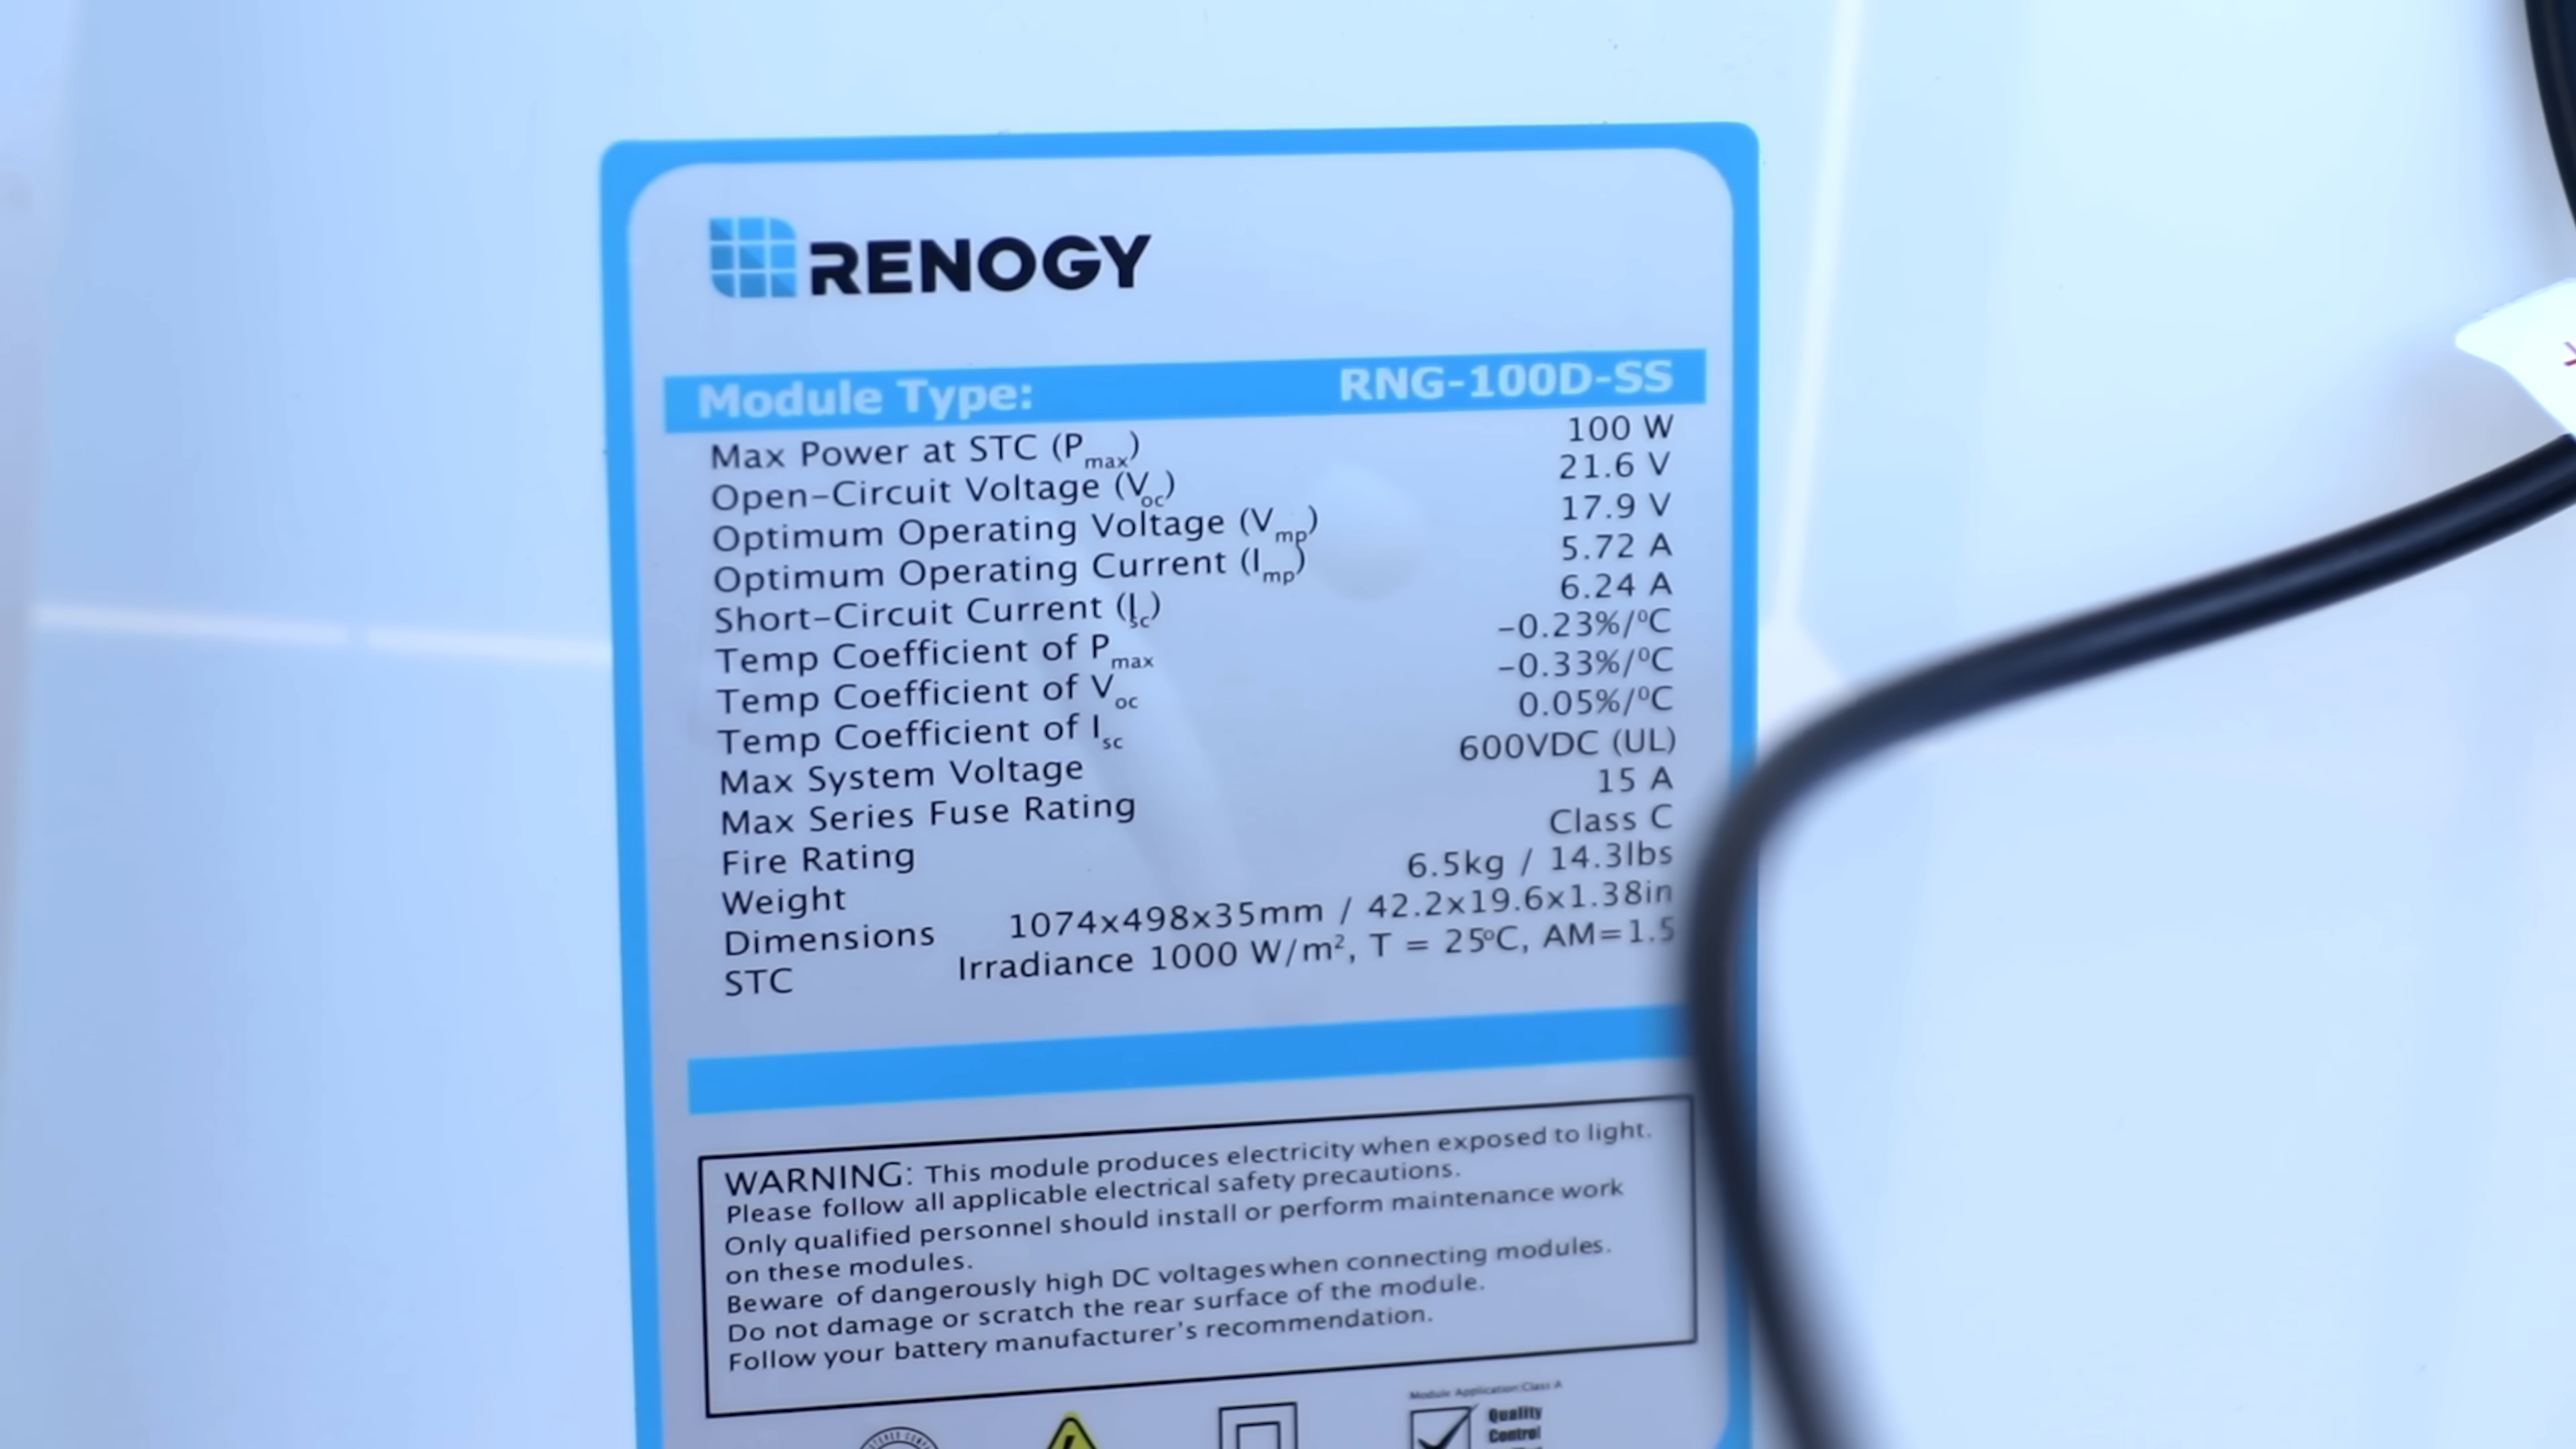 RENOGY
Module Type: RNG-100D-SS
Max Power at STC (Pmax) 100 W
Open-Circuit Voltage (Voc) 21.6 V
Optimum Operating Voltage (Vmp) 17.9 V
Optimum Operating Current (Imp) 5.72 A
Short-Circuit Current (Isc) 6.24 A
Temp Coefficient of Pmax -0.23%/ºC
Temp Coefficient of Voc -0.33%/ºC
Temp Coefficient of Isc 0.05%/ºC
Max System Voltage 600VDC (UL)
Max Series Fuse Rating 15 A
Fire Rating Class C
Weight 6.5kg / 14.3lbs
Dimensions 1074x498x35mm / 42.2x19.6x1.38in
STC Irradiance 1000 W/m², T = 25ºC, AM=1.5
WARNING: This module produces electricity when exposed to light.
Please follow all applicable electrical safety precautions.
Only qualified personnel should install or perform maintenance work
on these modules.
Beware of dangerously high DC voltages when connecting modules.
Do not damage or scratch the rear surface of the module.
Follow your battery manufacturer's recommendation.
Module Application:Class A
Quality
Control